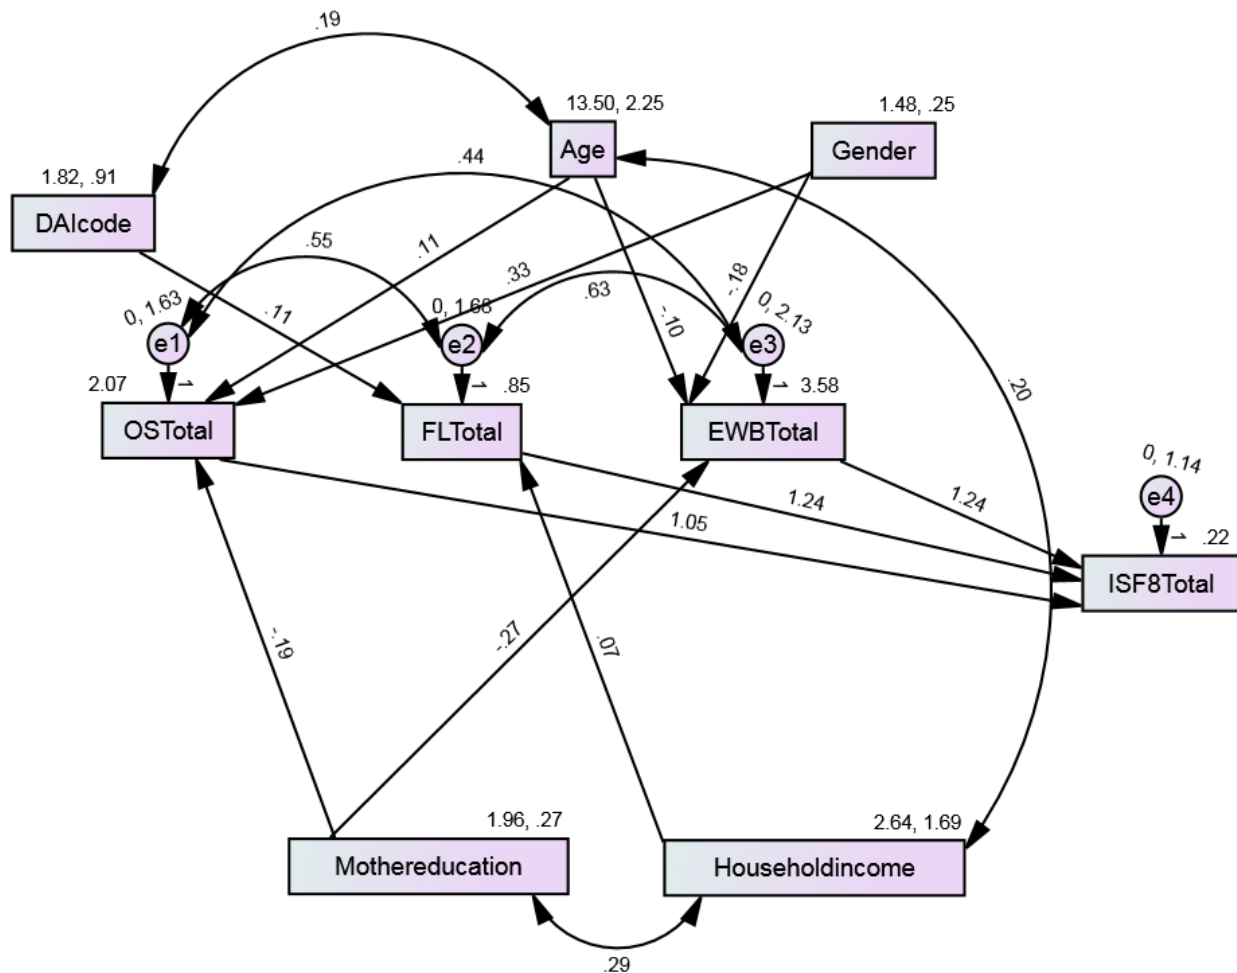 .19
13.50, 2.25
1.48, .25
Age
Gender
.44
1.82, .91
DAIcode
.55
.11
.33
.63
-.18
0, 1.63
.11
0, 1.68
-.10
0, 2.13
e1
e2
e3
.20
2.07
1
1
.85
1
3.58
OSTotal
FLTotal
EWBTotal
0, 1.14
e4
1.24
1.24
1.05
1
.22
ISF8Total
-.19
-.27
.07
1.96, .27
2.64, 1.69
Mothereducation
Householdincome
.29